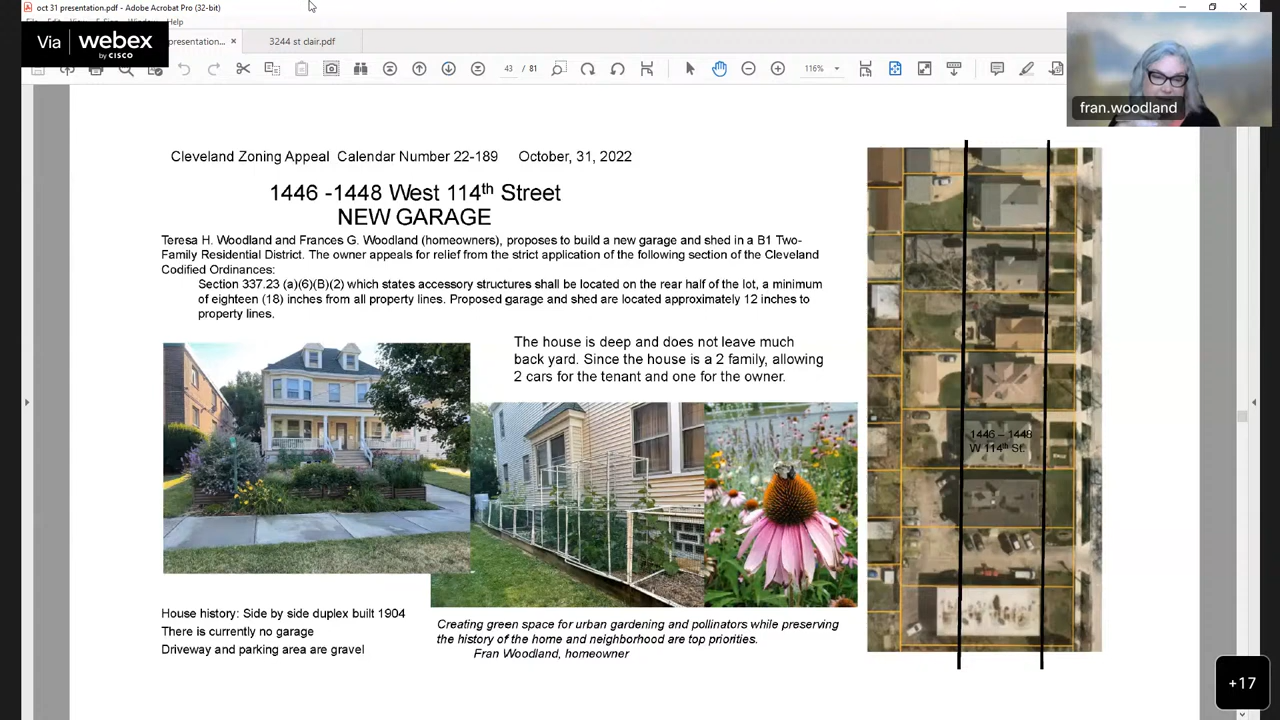 oct 31 presentation.pdf - Adobe Acrobat Pro (32-bit)
Help
Via webex
by CISCO
presentation... ×
3244 st clair.pdf
/ 81
116%
fran.woodland
Cleveland Zoning Appeal Calendar Number 22-189 October, 31, 2022
1446 -1448 West 114th Street
NEW GARAGE
Teresa H. Woodland and Frances G. Woodland (homeowners), proposes to build a new garage and shed in a B1 Two-
Family Residential District. The owner appeals for relief from the strict application of the following section of the Cleveland
Codified Ordinances:
Section 337.23 (a)(6)(B)(2) which states accessory structures shall be located on the rear half of the lot, a minimum
of eighteen (18) inches from all property lines. Proposed garage and shed are located approximately 12 inches to
property lines.
The house is deep and does not leave much
back yard. Since the house is a 2 family, allowing
2 cars for the tenant and one for the owner.
1446 – 1448
W 114th St.
House history: Side by side duplex built 1904
There is currently no garage
Driveway and parking area are gravel
Creating green space for urban gardening and pollinators while preserving
the history of the home and neighborhood are top priorities.
Fran Woodland, homeowner
+17